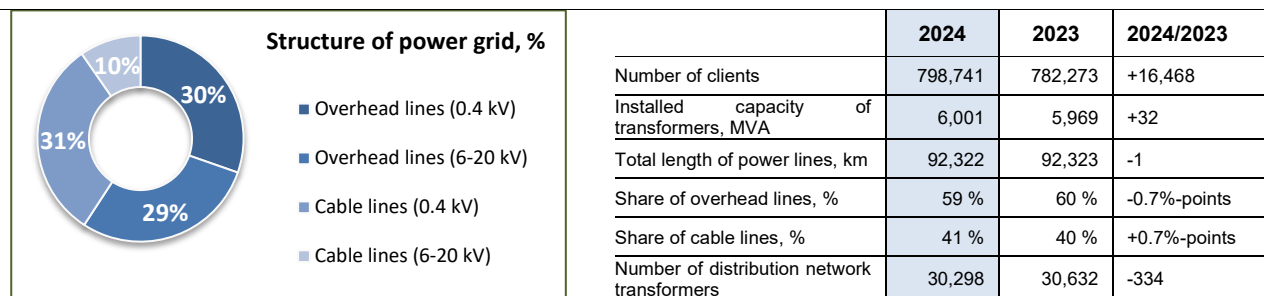 Structure of power grid, %
10%
30%
31%
29%
Overhead lines (0.4 kV)
Overhead lines (6-20 kV)
Cable lines (0.4 kV)
Cable lines (6-20 kV)
2024 2023 2024/2023
Number of clients 798,741 782,273 +16,468
Installed capacity of
transformers, MVA 6,001 5,969 +32
Total length of power lines, km 92,322 92,323 -1
Share of overhead lines, % 59 % 60 % -0.7%-points
Share of cable lines, % 41 % 40 % +0.7%-points
Number of distribution network
transformers 30,298 30,632 -334